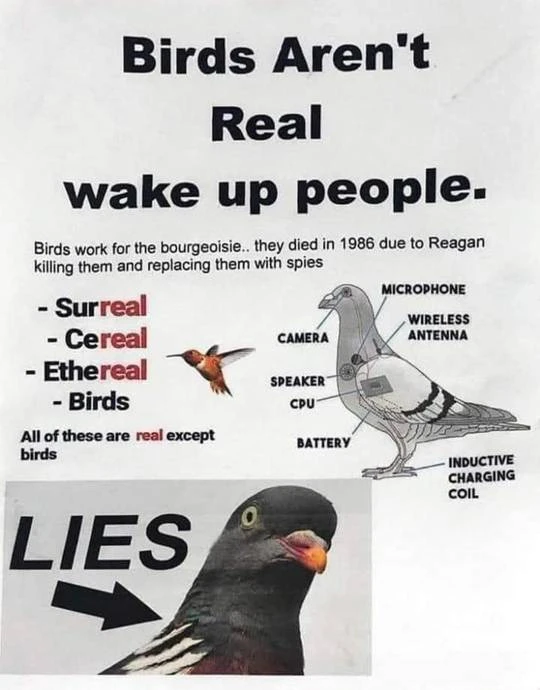 Birds Aren't
Real
wake up people.
Birds work for the bourgeoisie.. they died in 1986 due to Reagan
killing them and replacing them with spies
- Surreal
- Cereal
- Ethereal
- Birds
All of these are real except
birds
MICROPHONE
WIRELESS
ANTENNA
CAMERA
SPEAKER
CPU
BATTERY
INDUCTIVE
CHARGING
COIL
LIES